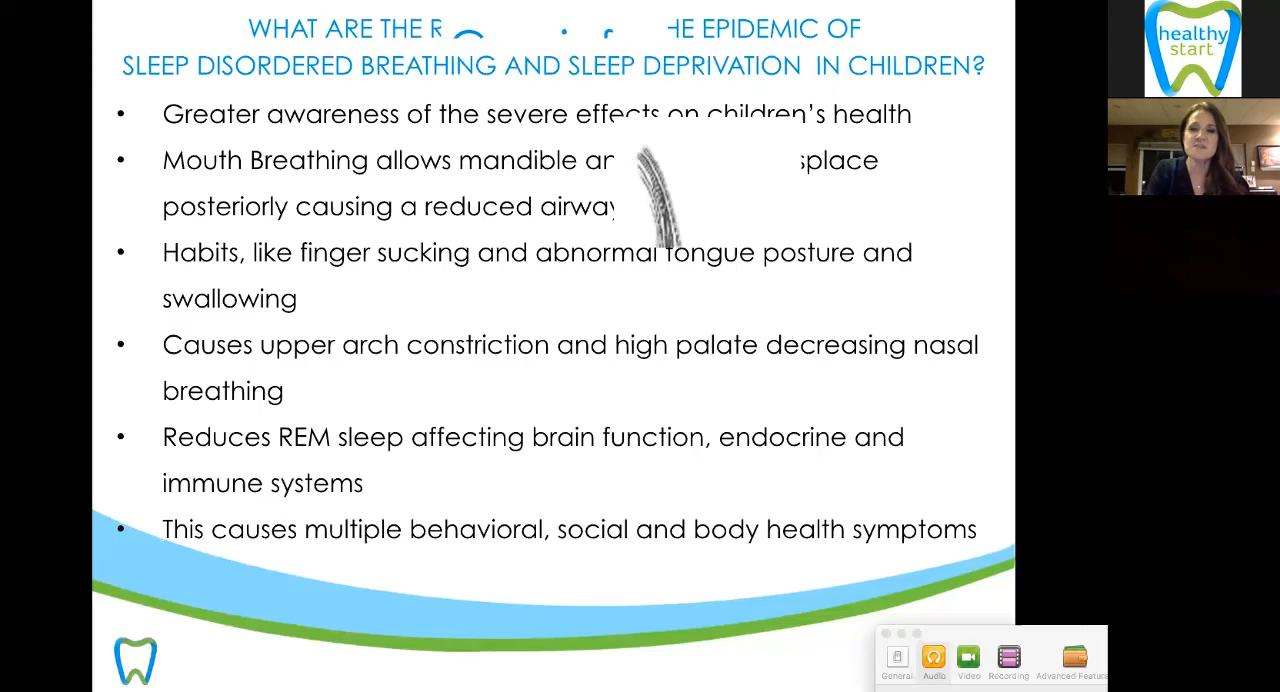 WHAT ARE THE HE EPIDEMIC OF
SLEEP DISORDERED BREATHING AND SLEEP DEPRIVATION IN CHILDREN?
• Greater awareness of the severe effects on children's health
• Mouth Breathing allows mandible
posteriorly causing a reduced airway
• Habits, like finger sucking and abnormal tongue posture and
swallowing
• Causes upper arch constriction and high palate decreasing nasal
breathing
• Reduces REM sleep affecting brain function, endocrine and
immune systems
• This causes multiple behavioral, social and body health symptoms
healthy
start
General Audio Video Recording Advanced Feature